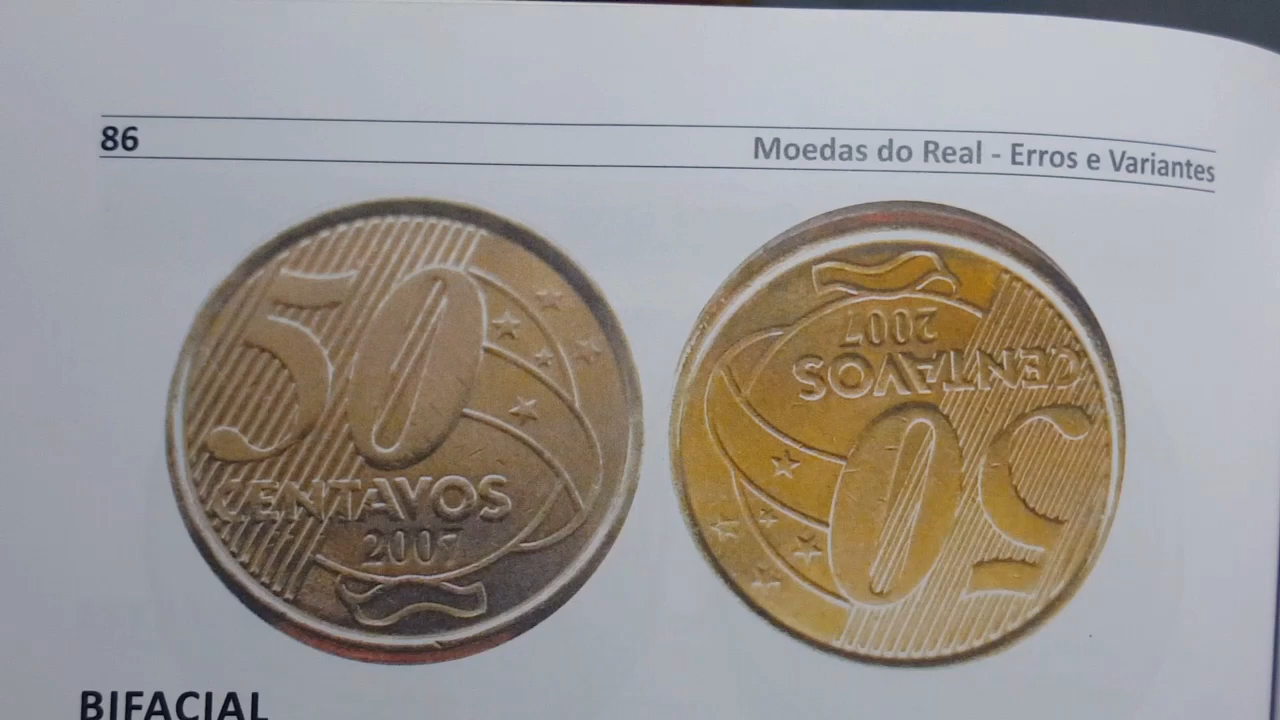 86
Moedas do Real - Erros e Variantes
50
CENTAVOS
2007
2007
CENTAVOS
50
BIFACIAL